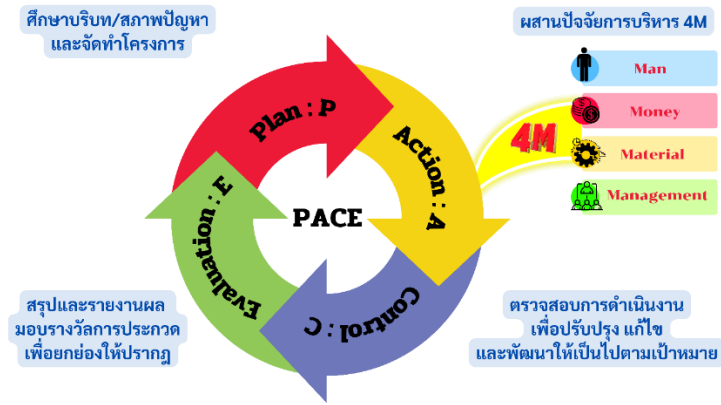 ศึกษาบริบท/สภาพปัญหา
และจัดทำโครงการ
ผสานปัจจัยการบริหาร 4M
Man
Money
Material
Management
4M
Plan : P
Action : A
PACE
Evaluation : E
Control : C
สรุปและรายงานผล
มอบรางวัลการประกวด
เพื่อยกย่องให้ปรากฎ
ตรวจสอบการดำเนินงาน
เพื่อปรับปรุง แก้ไข
และพัฒนาให้เป็นไปตามเป้าหมาย